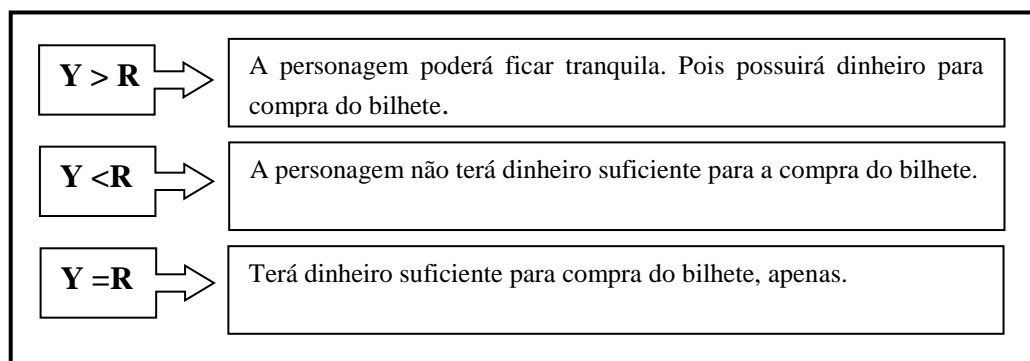 Y > R
A personagem poderá ficar tranquila. Pois possuirá dinheiro para
compra do bilhete.
Y <R
A personagem não terá dinheiro suficiente para a compra do bilhete.
Y =R
Terá dinheiro suficiente para compra do bilhete, apenas.